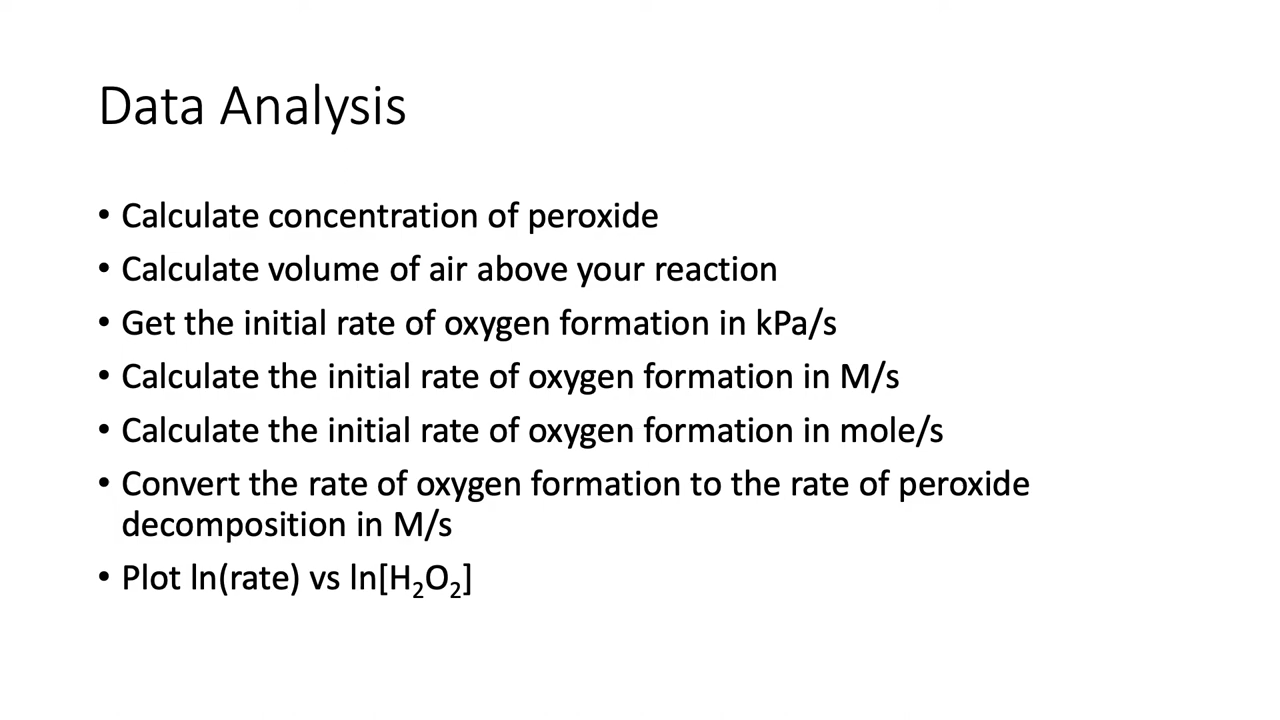 Data Analysis
• Calculate concentration of peroxide
• Calculate volume of air above your reaction
• Get the initial rate of oxygen formation in kPa/s
• Calculate the initial rate of oxygen formation in M/s
• Calculate the initial rate of oxygen formation in mole/s
• Convert the rate of oxygen formation to the rate of peroxide
decomposition in M/s
• Plot ln(rate) vs ln[H₂O₂]